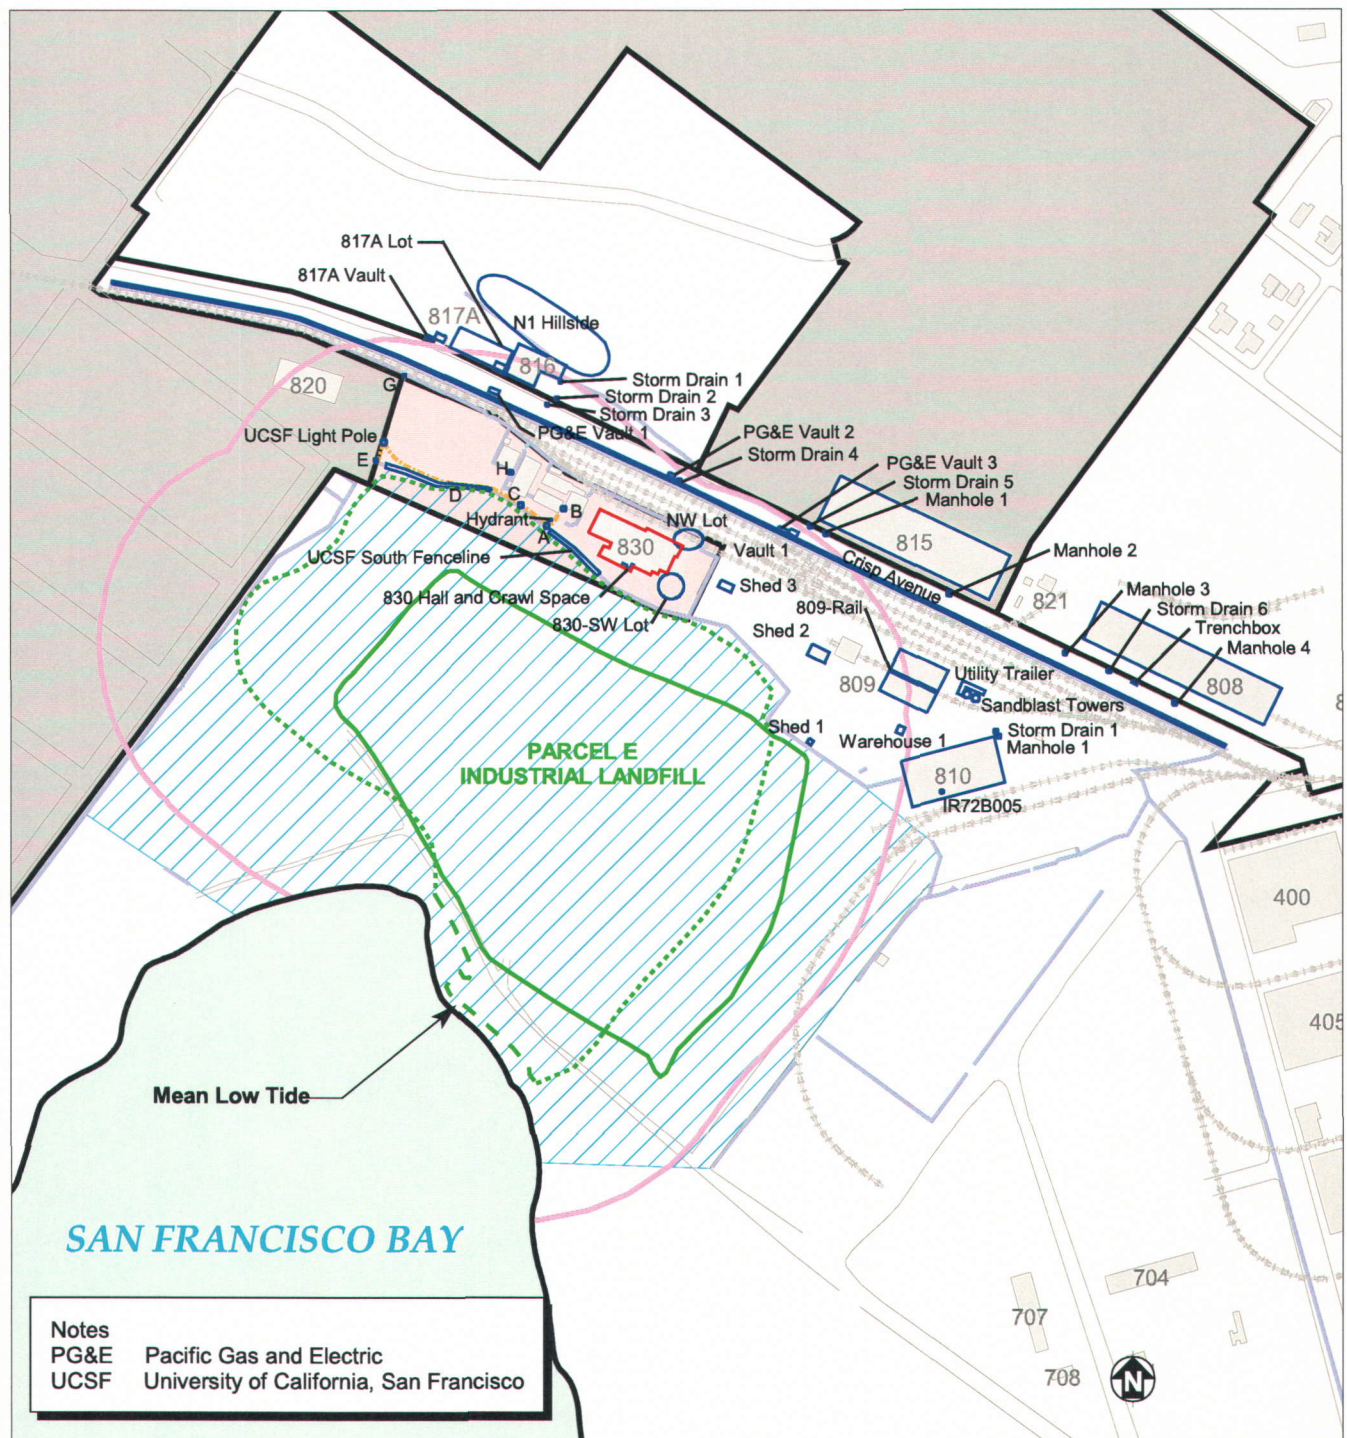 817A Lot
817A Vault
817A
N1 Hillside
816
820
G
Storm Drain 1
Storm Drain 2
Storm Drain 3
PG&E Vault 1
PG&E Vault 2
Storm Drain 4
PG&E Vault 3
Storm Drain 5
Manhole 1
UCSF Light Pole
E
H
D
C
B
Hydrant
A
NW Lot
830
Vault 1
815
Crisp Avenue
Manhole 2
UCSF South Fenceline
830 Hall and Crawl Space
830-SW Lot
Shed 3
809-Rail
821
Manhole 3
Storm Drain 6
Trenchbox
Manhole 4
Shed 2
809
Utility Trailer
Sandblast Towers
808
8
Shed 1
Warehouse 1
Storm Drain 1
Manhole 1
810
IR72B005
PARCEL E
INDUSTRIAL LANDFILL
400
405
Mean Low Tide
SAN FRANCISCO BAY
704
707
708
N
Notes
PG&E Pacific Gas and Electric
UCSF University of California, San Francisco